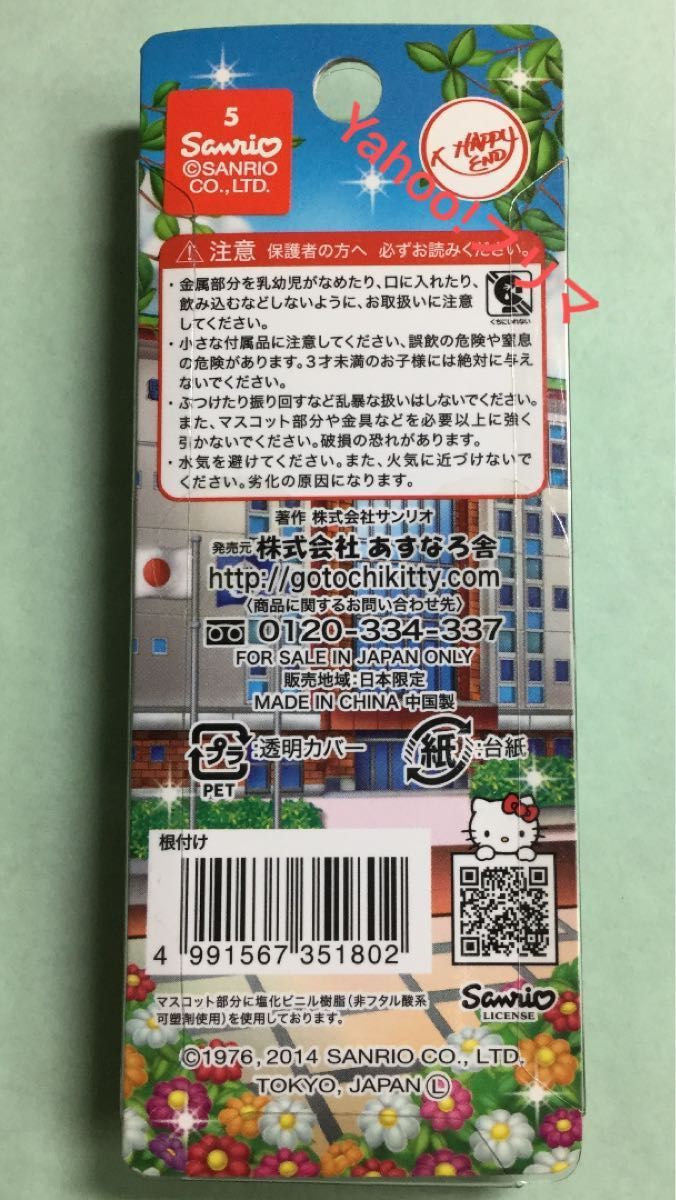 5
Sanrio
©SANRIO
CO., LTD.
K HAPPY
END
Yahoo!フリマ
注意 保護者の方へ 必ずお読みください。
・金属部分を乳幼児がなめたり、口に入れたり、
飲み込むなどしないように、お取扱いに注意
してください。
くちにいれない
・小さな付属品に注意してください、誤飲の危険や窒息
の危険があります。3才未満のお子様には絶対に与え
ないでください。
・ぶつけたり振り回すなど乱暴な扱いはしないでください。
また、マスコット部分や金具などを必要以上に強く
引かないでください。破損の恐れがあります。
・水気を避けてください。また、火気に近づけないで
ください。劣化の原因になります。
著作 株式会社サンリオ
発売元 株式会社 あすなろ舎
http://gotochikitty.com
〈商品に関するお問い合わせ先〉
0120-334-337
FOR SALE IN JAPAN ONLY
販売地域:日本限定
MADE IN CHINA 中国製
プラ :透明カバー 紙 :台紙
PET
根付け
4 991567 351802
マスコット部分に塩化ビニル樹脂（非フタル酸系
可塑剤使用）を使用しております。
Sanrio
LICENSE
©1976, 2014 SANRIO CO., LTD.
TOKYO, JAPAN Ⓛ